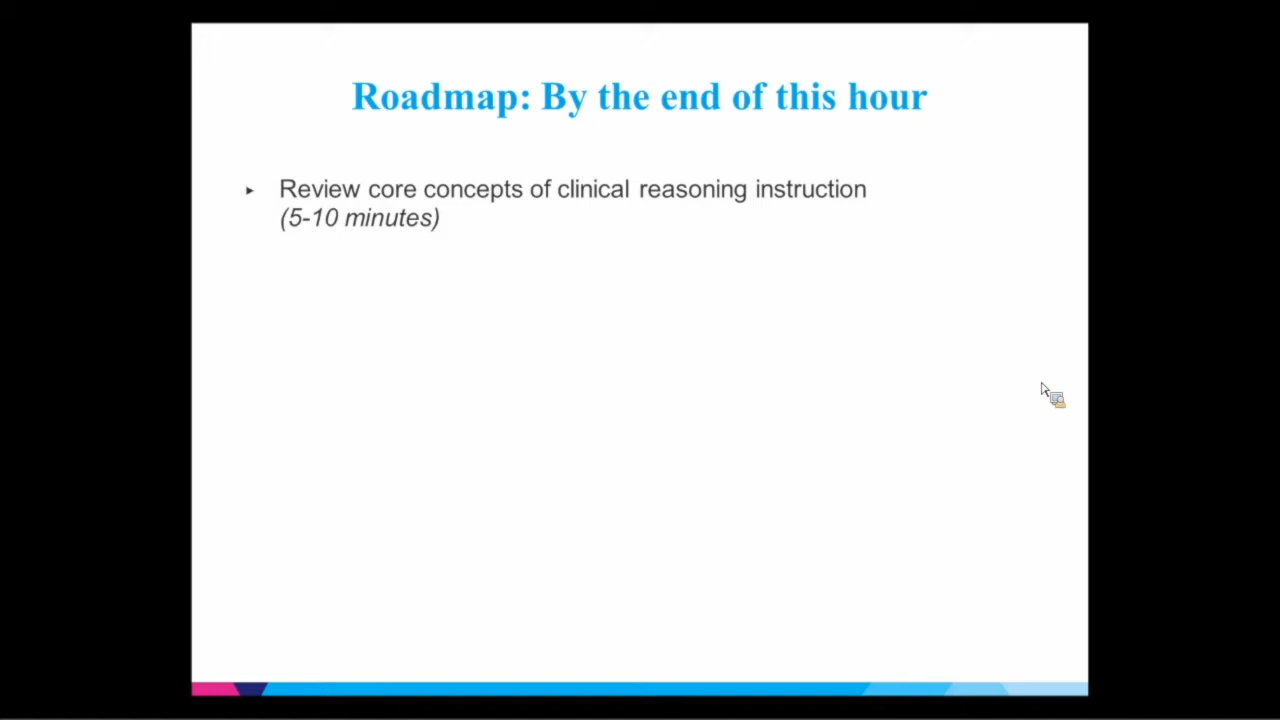 Roadmap: By the end of this hour
▸ Review core concepts of clinical reasoning instruction
(5-10 minutes)